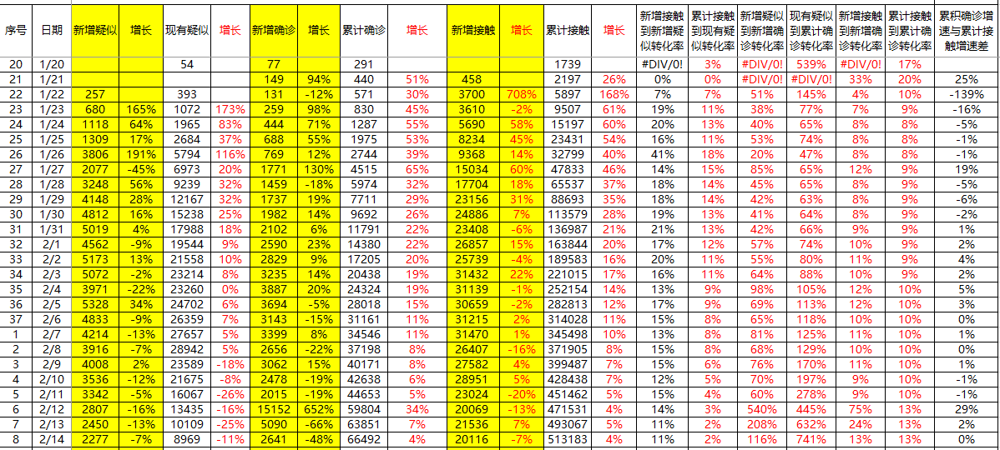 序号 日期 新增疑似 增长 现有疑似 增长 新增确诊 增长 累计确诊 增长 新增接触 增长 累计接触 增长 新增接触到新增疑似转化率 累计接触到现有疑似转化率 新增疑似到新增确诊转化率 现有疑似到累计确诊转化率 新增接触到新增确诊转化率 累计接触到累计确诊转化率 累积确诊增速与累计接触增速差
20 1/20 54 77 291 1739 #DIV/0! 3% #DIV/0! 539% #DIV/0! 17%
21 1/21 149 94% 440 51% 458 2197 26% 0% 0% #DIV/0! #DIV/0! 33% 20% 25%
22 1/22 257 393 131 -12% 571 30% 3700 708% 5897 168% 7% 7% 51% 145% 4% 10% -139%
23 1/23 680 165% 1072 173% 259 98% 830 45% 3610 -2% 9507 61% 19% 11% 38% 77% 7% 9% -16%
24 1/24 1118 64% 1965 83% 444 71% 1287 55% 5690 58% 15197 60% 20% 13% 40% 65% 8% 8% -5%
25 1/25 1309 17% 2684 37% 688 55% 1975 53% 8234 45% 23431 54% 16% 11% 53% 74% 8% 8% -1%
26 1/26 3806 191% 5794 116% 769 12% 2744 39% 9368 14% 32799 40% 41% 18% 20% 47% 8% 8% -1%
27 1/27 2077 -45% 6973 20% 1771 130% 4515 65% 15034 60% 47833 46% 14% 15% 85% 65% 12% 9% 19%
28 1/28 3248 56% 9239 32% 1459 -18% 5974 32% 17704 18% 65537 37% 18% 14% 45% 65% 8% 9% -5%
29 1/29 4148 28% 12167 32% 1737 19% 7711 29% 23156 31% 88693 35% 18% 14% 42% 63% 8% 9% -6%
30 1/30 4812 16% 15238 25% 1982 14% 9692 26% 24886 7% 113579 28% 19% 13% 41% 64% 8% 9% -2%
31 1/31 5019 4% 17988 18% 2102 6% 11791 22% 23408 -6% 136987 21% 21% 13% 42% 66% 9% 9% 1%
32 2/1 4562 -9% 19544 9% 2590 23% 14380 22% 26857 15% 163844 20% 17% 12% 57% 74% 10% 9% 2%
33 2/2 5173 13% 21558 10% 2829 9% 17205 20% 25739 -4% 189583 16% 20% 11% 55% 80% 11% 9% 4%
34 2/3 5072 -2% 23214 8% 3235 14% 20438 19% 31432 22% 221015 17% 16% 11% 64% 88% 10% 9% 2%
35 2/4 3971 -22% 23260 0% 3887 20% 24324 19% 31139 -1% 252154 14% 13% 9% 98% 105% 12% 10% 5%
36 2/5 5328 34% 24702 6% 3694 -5% 28018 15% 30659 -2% 282813 12% 17% 9% 69% 113% 12% 10% 3%
37 2/6 4833 -9% 26359 7% 3143 -15% 31161 11% 31215 2% 314028 11% 15% 8% 65% 118% 10% 10% 0%
1 2/7 4214 -13% 27657 5% 3399 8% 34546 11% 31470 1% 345498 10% 13% 8% 81% 125% 11% 10% 1%
2 2/8 3916 -7% 28942 5% 2656 -22% 37198 8% 26407 -16% 371905 8% 15% 8% 68% 129% 10% 10% 0%
3 2/9 4008 2% 23589 -18% 3062 15% 40171 8% 27582 4% 399487 7% 15% 6% 76% 170% 11% 10% 1%
4 2/10 3536 -12% 21675 -8% 2478 -19% 42638 6% 28951 5% 428438 7% 12% 5% 70% 197% 9% 10% -1%
5 2/11 3342 -5% 16067 -26% 2015 -19% 44653 5% 23024 -20% 451462 5% 15% 4% 60% 278% 9% 10% -1%
6 2/12 2807 -16% 13435 -16% 15152 652% 59804 34% 20069 -13% 471531 4% 14% 3% 540% 445% 75% 13% 29%
7 2/13 2450 -13% 10109 -25% 5090 -66% 63851 7% 21536 7% 493067 5% 11% 2% 208% 632% 24% 13% 2%
8 2/14 2277 -7% 8969 -11% 2641 -48% 66492 4% 20116 -7% 513183 4% 11% 2% 116% 741% 13% 13% 0%